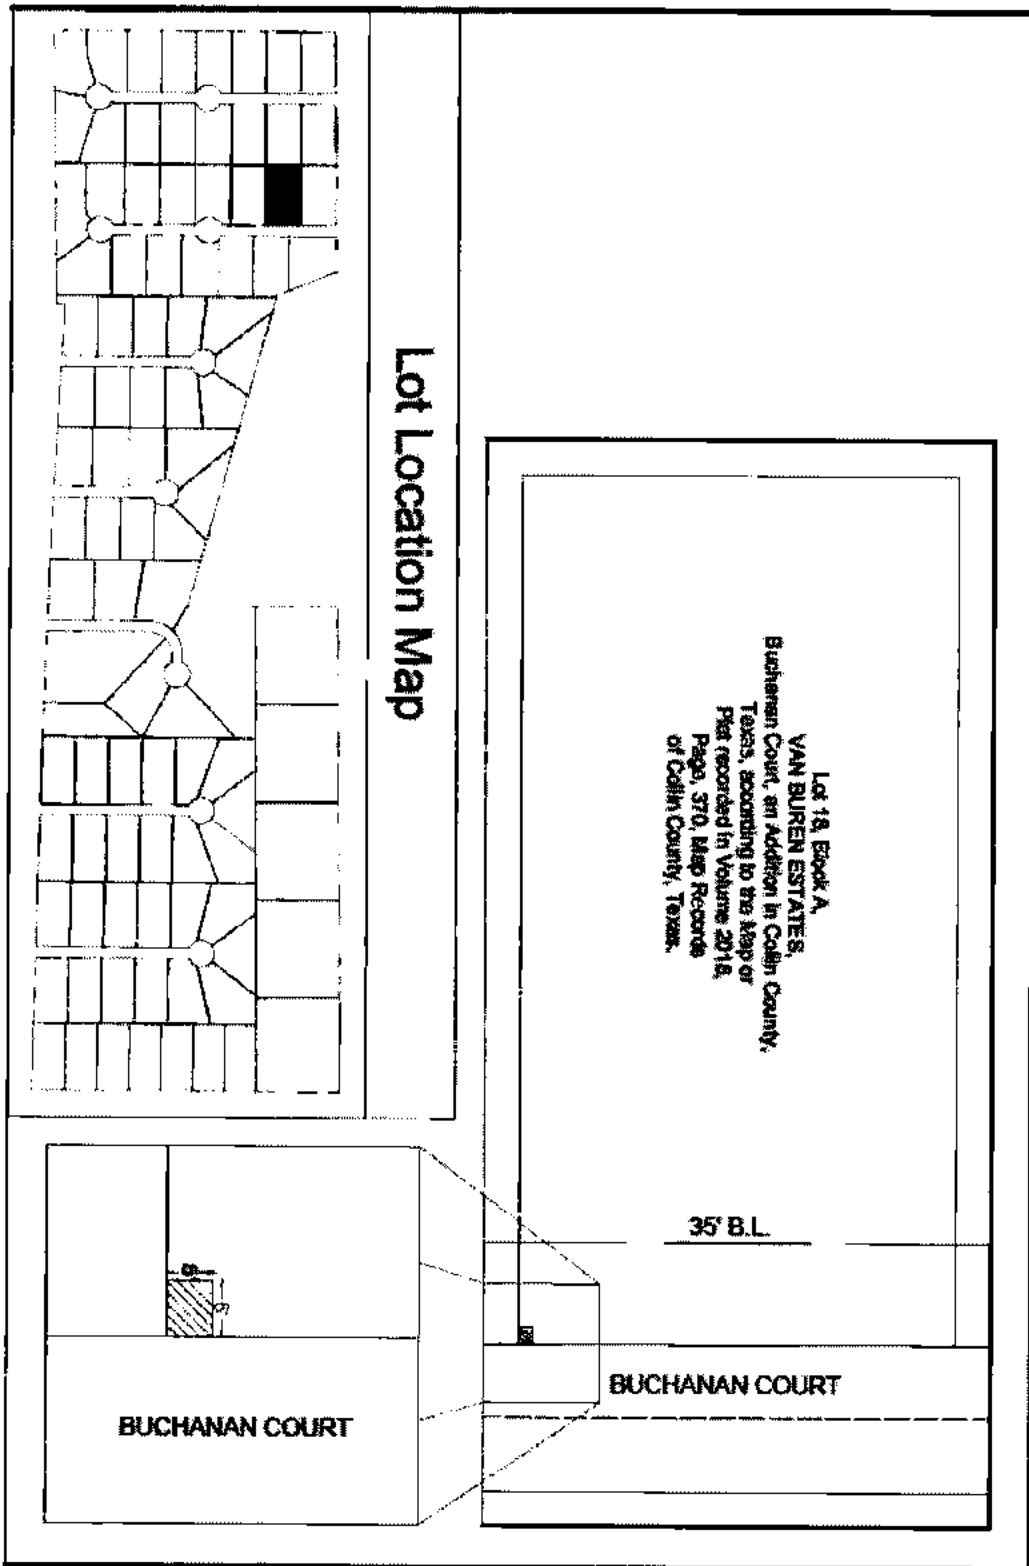 Lot Location Map
Lot 18, Block A,
VAN BUREN ESTATES,
Buchanan Court, an Addition in Collin County,
Texas, according to the Map or
Plat recorded in Volume 2018,
Page, 370, Map Records
of Collin County, Texas.
35' B.L.
BUCHANAN COURT
BUCHANAN COURT